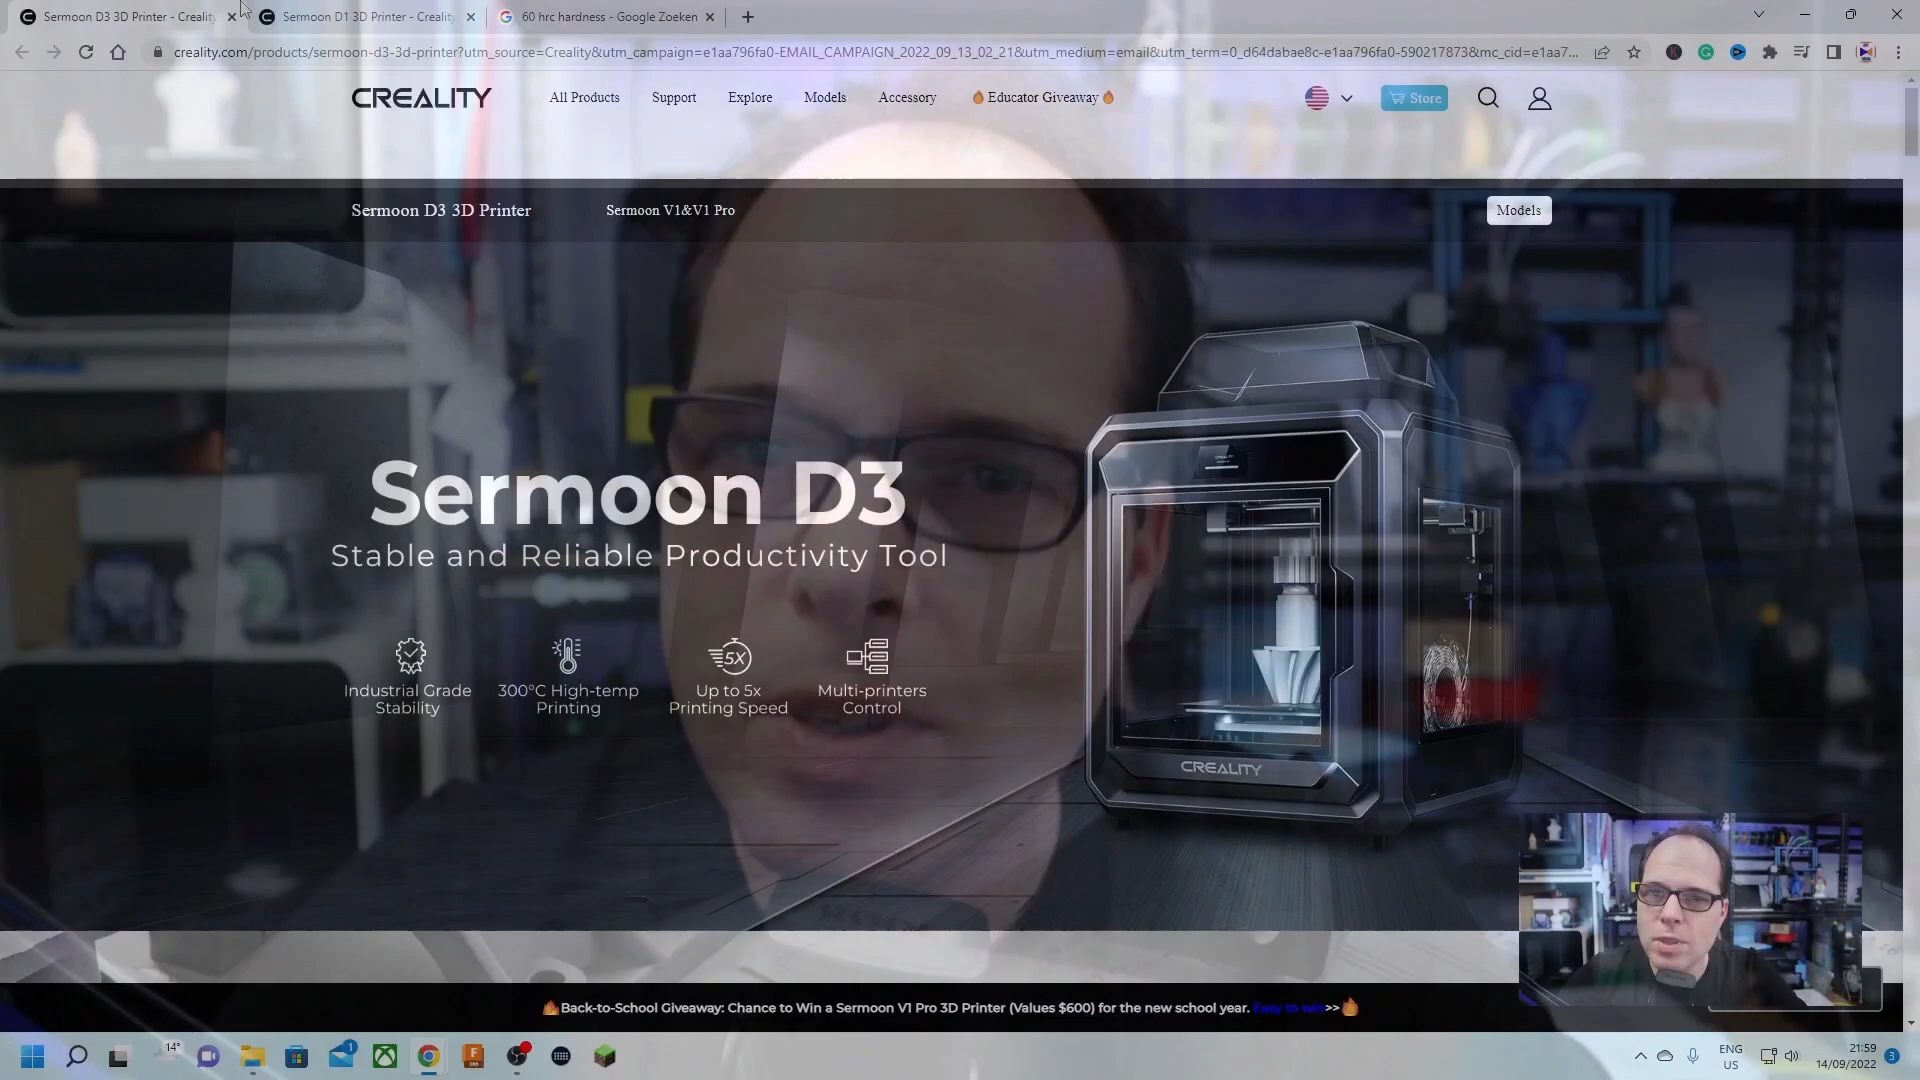 Sermoon D3 3D Printer - Creality
Sermoon D1 3D Printer - Creality
60 hrc hardness - Google Zoeken
creality.com/products/sermoon-d3-3d-printer?utm_source=Creality&utm_campaign=e1aa796fa0-EMAIL_CAMPAIGN_2022_09_13_02_21&utm_medium=email&utm_term=0_d64dabae8c-e1aa796fa0-590217873&mc_cid=e1aa7...
CREALITY
All Products
Support
Explore
Models
Accessory
Educator Giveaway
Store
Sermoon D3 3D Printer
Sermoon V1&V1 Pro
Models
Sermoon D3
Stable and Reliable Productivity Tool
5X
Industrial Grade
Stability
300°C High-temp
Printing
Up to 5x
Printing Speed
Multi-printers
Control
CREALITY
Back-to-School Giveaway: Chance to Win a Sermoon V1 Pro 3D Printer (Values $600) for the new school year. Easy to win>>
14°
1
ENG
US
21:59
14/09/2022
3